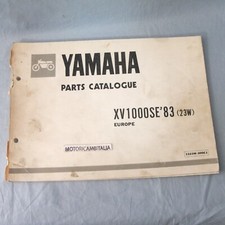 YAMAHA
PARTS CATALOGUE
XV1000SE'83 (23W)
EUROPE
MOTORICAMBITALIA